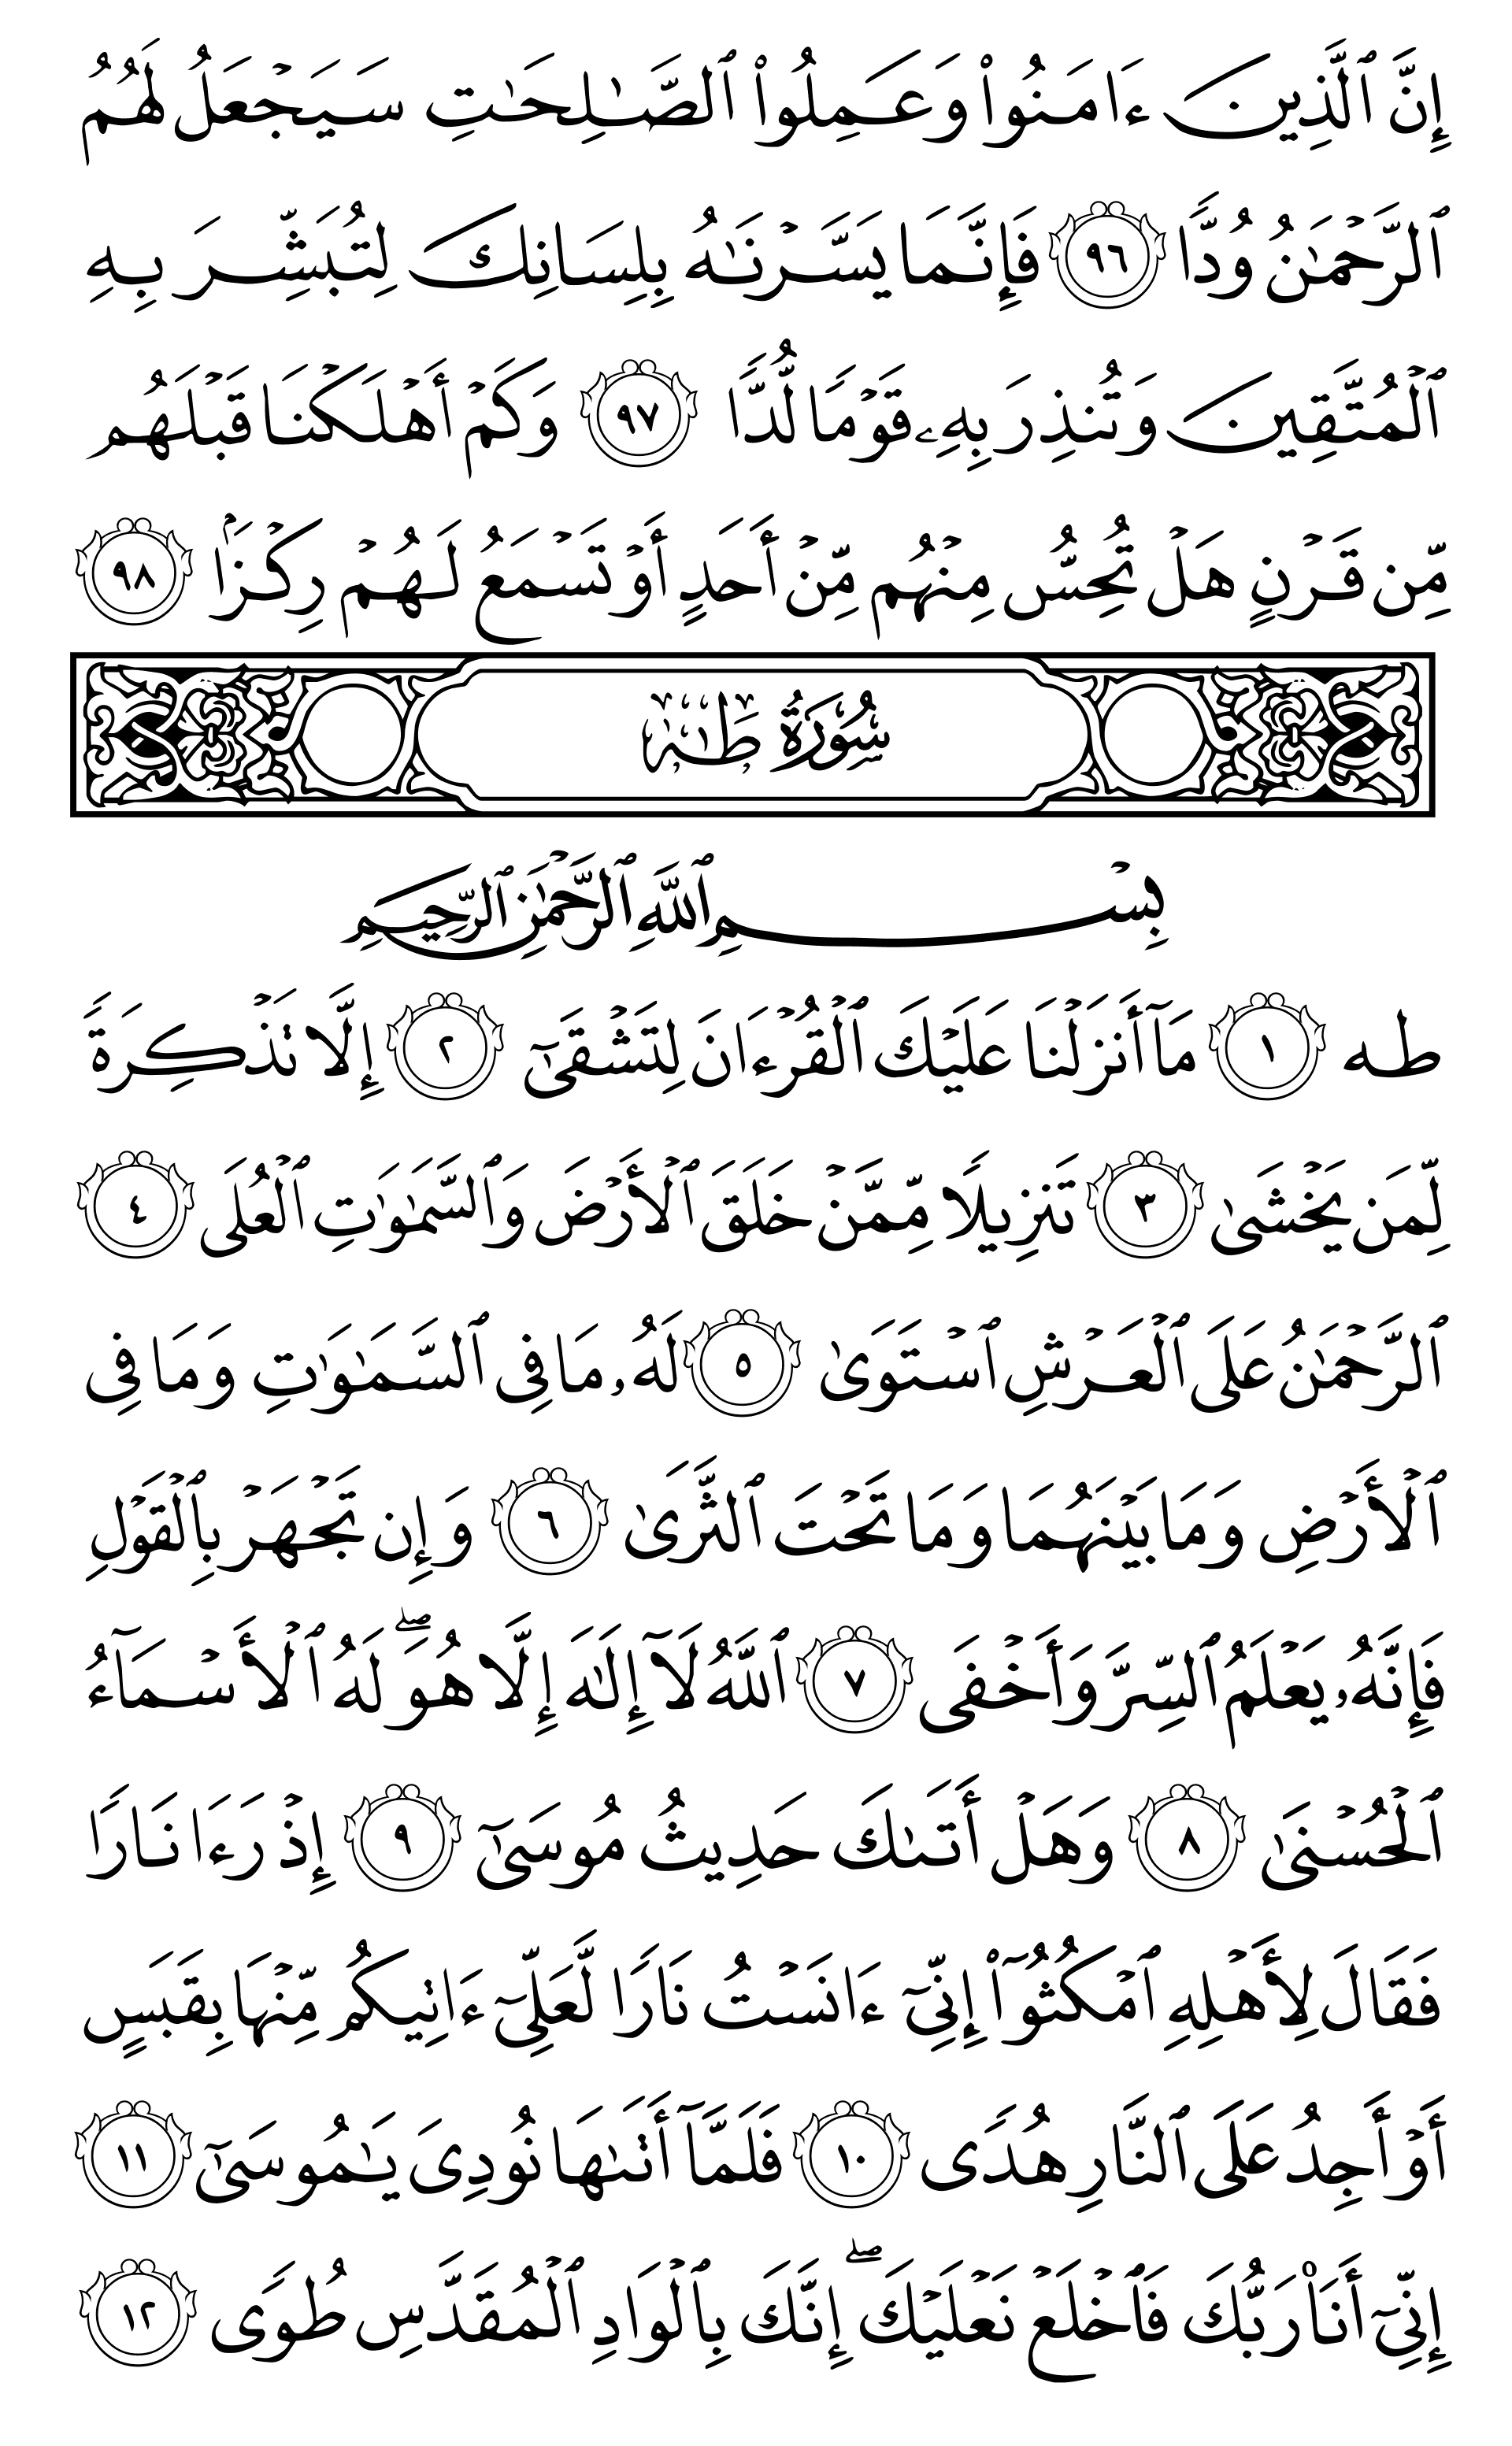 إِنَّ ٱلَّذِينَ ءَامَنُوا۟ وَعَمِلُوا۟ ٱلصَّـٰلِحَـٰتِ سَيَجْعَلُ لَهُمُ
ٱلرَّحْمَـٰنُ وُدًّا ٩٦ فَإِنَّمَا يَسَّرْنَـٰهُ بِلِسَانِكَ لِتُبَشِّرَ بِهِ
ٱلْمُتَّقِينَ وَتُنذِرَ بِهِۦ قَوْمًا لُّدًّا ٩٧ وَكَمْ أَهْلَكْنَا قَبْلَهُم
مِّن قَرْنٍ هَلْ تُحِسُّ مِنْهُم مِّنْ أَحَدٍ أَوْ تَسْمَعُ لَهُمْ رِكْزًۢا ٩٨
سُورَةُ طه
بِسْمِ ٱللَّهِ ٱلرَّحْمَـٰنِ ٱلرَّحِيمِ
طه ١ مَآ أَنزَلْنَا عَلَيْكَ ٱلْقُرْءَانَ لِتَشْقَىٰٓ ٢ إِلَّا تَذْكِرَةً
لِّمَن يَخْشَىٰ ٣ تَنزِيلًا مِّمَّنْ خَلَقَ ٱلْأَرْضَ وَٱلسَّمَـٰوَٰتِ ٱلْعُلَى ٤
ٱلرَّحْمَـٰنُ عَلَى ٱلْعَرْشِ ٱسْتَوَىٰ ٥ لَهُۥ مَا فِى ٱلسَّمَـٰوَٰتِ وَمَا فِى
ٱلْأَرْضِ وَمَا بَيْنَهُمَا وَمَا تَحْتَ ٱلثَّرَىٰ ٦ وَإِن تَجْهَرْ بِٱلْقَوْلِ
فَإِنَّهُۥ يَعْلَمُ ٱلسِّرَّ وَأَخْفَى ٧ ٱللَّهُ لَآ إِلَـٰهَ إِلَّا هُوَ ۖ لَهُ ٱلْأَسْمَآءُ
ٱلْحُسْنَىٰ ٨ وَهَلْ أَتَىٰكَ حَدِيثُ مُوسَىٰٓ ٩ إِذْ رَءَا نَارًا
فَقَالَ لِأَهْلِهِ ٱمْكُثُوٓا۟ إِنِّىٓ ءَانَسْتُ نَارًا لَّعَلِّىٓ ءَاتِيكُم مِّنْهَا بِقَبَسٍ
أَوْ أَجِدُ عَلَى ٱلنَّارِ هُدًى ١٠ فَلَمَّآ أَتَىٰهَا نُودِىَ يَـٰمُوسَىٰٓ ١١
إِنِّىٓ أَنَا۠ رَبُّكَ فَٱخْلَعْ نَعْلَيْكَ ۖ إِنَّكَ بِٱلْوَادِ ٱلْمُقَدَّسِ طُوًى ١٢